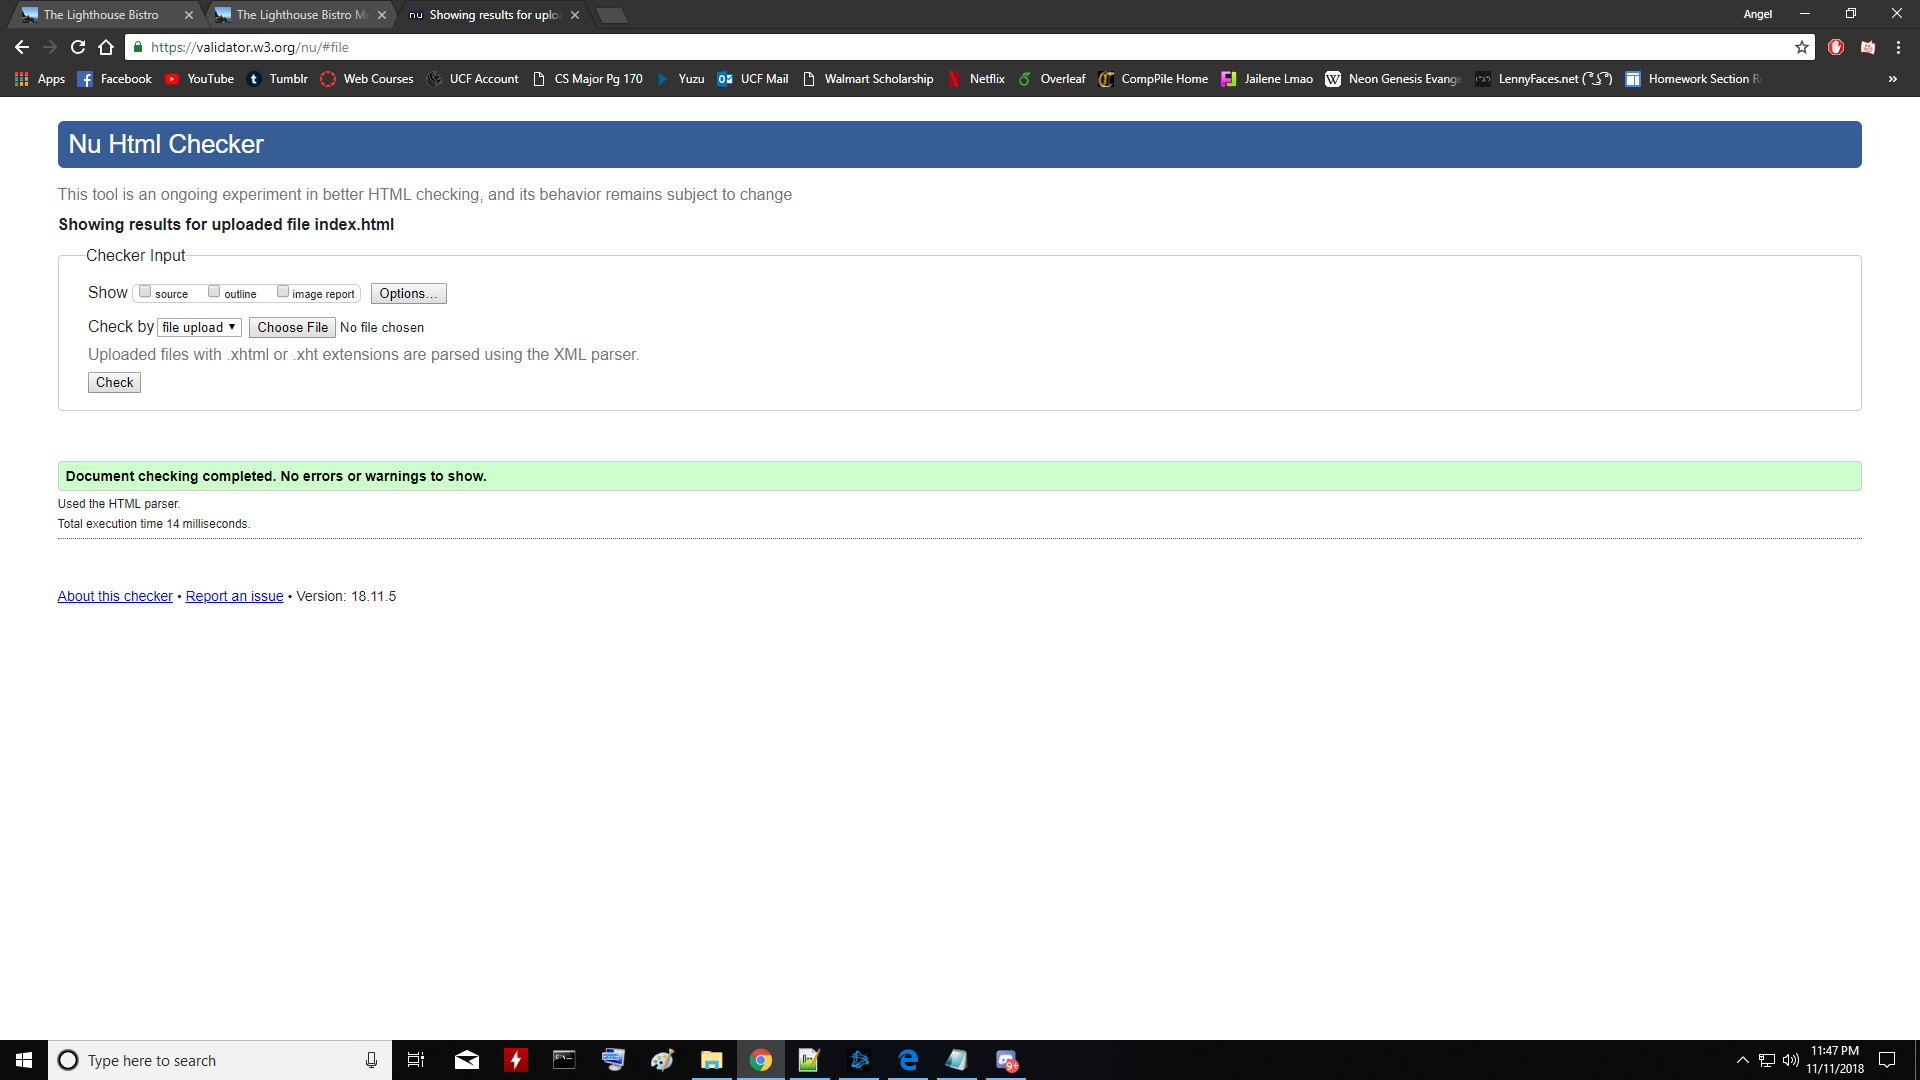 The Lighthouse Bistro
The Lighthouse Bistro M
nu Showing results for uplo
Angel
https://validator.w3.org/nu/#file
Apps Facebook YouTube Tumblr Web Courses UCF Account CS Major Pg 170 Yuzu UCF Mail Walmart Scholarship Netflix Overleaf CompPile Home Jailene Lmao Neon Genesis Evange LennyFaces.net ( ͡° ͜ʖ ͡°) Homework Section R »
Nu Html Checker
This tool is an ongoing experiment in better HTML checking, and its behavior remains subject to change
Showing results for uploaded file index.html
Checker Input
Show source outline image report Options...
Check by file upload Choose File No file chosen
Uploaded files with .xhtml or .xht extensions are parsed using the XML parser.
Check
Document checking completed. No errors or warnings to show.
Used the HTML parser.
Total execution time 14 milliseconds.
About this checker • Report an issue • Version: 18.11.5
Type here to search
9+
11:47 PM
11/11/2018